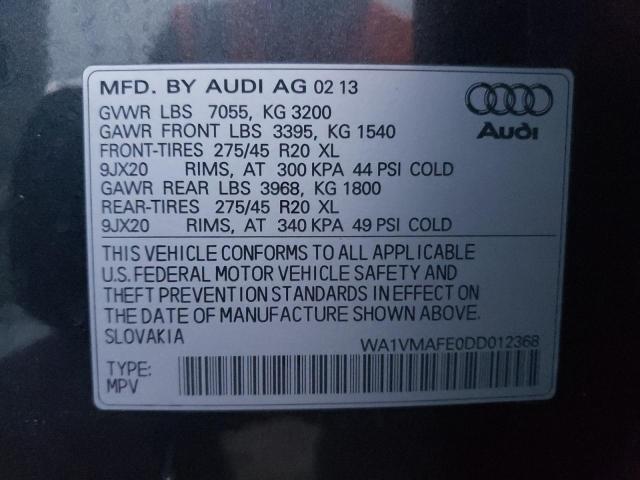 MFD. BY AUDI AG 02 13
GVWR LBS 7055, KG 3200
GAWR FRONT LBS 3395, KG 1540
FRONT-TIRES 275/45 R20 XL
9JX20 RIMS, AT 300 KPA 44 PSI COLD
GAWR REAR LBS 3968, KG 1800
REAR-TIRES 275/45 R20 XL
9JX20 RIMS, AT 340 KPA 49 PSI COLD
Audi
THIS VEHICLE CONFORMS TO ALL APPLICABLE
U.S. FEDERAL MOTOR VEHICLE SAFETY AND
THEFT PREVENTION STANDARDS IN EFFECT ON
THE DATE OF MANUFACTURE SHOWN ABOVE.
SLOVAKIA
WA1VMAFE0DD012368
TYPE:
MPV